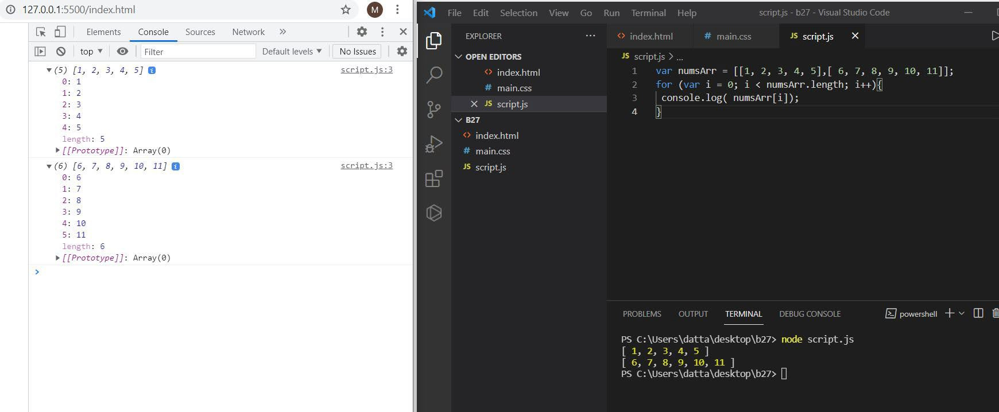 127.0.0.1:5500/index.html
M
Elements Console Sources Network »
top ▼ Filter Default levels ▼ No Issues
▼(5) [1, 2, 3, 4, 5] i script.js:3
0: 1
1: 2
2: 3
3: 4
4: 5
length: 5
▶[[Prototype]]: Array(0)
▼(6) [6, 7, 8, 9, 10, 11] i script.js:3
0: 6
1: 7
2: 8
3: 9
4: 10
5: 11
length: 6
▶[[Prototype]]: Array(0)
>
File Edit Selection View Go Run Terminal Help script.js - b27 - Visual Studio Code
EXPLORER ···
OPEN EDITORS
<> index.html
# main.css
× JS script.js
B27
<> index.html
# main.css
JS script.js
<> index.html # main.css JS script.js ×
JS script.js > ...
1 var numsArr = [[1, 2, 3, 4, 5],[ 6, 7, 8, 9, 10, 11]];
2 for (var i = 0; i < numsArr.length; i++){
3 console.log( numsArr[i]);
4 }
PROBLEMS OUTPUT TERMINAL DEBUG CONSOLE powershell
PS C:\Users\datta\desktop\b27> node script.js
[ 1, 2, 3, 4, 5 ]
[ 6, 7, 8, 9, 10, 11 ]
PS C:\Users\datta\desktop\b27>